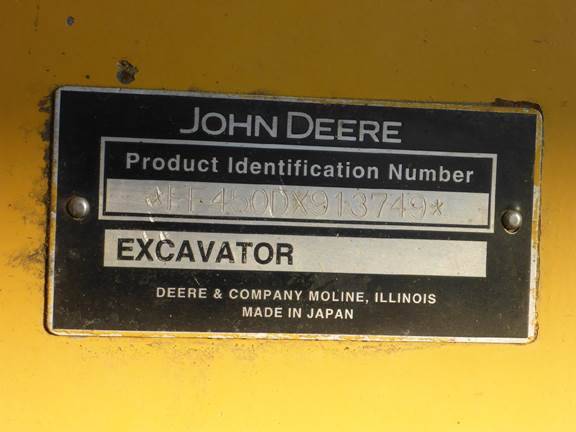 JOHN DEERE
Product Identification Number
*FF450DX913749*
EXCAVATOR
DEERE & COMPANY MOLINE, ILLINOIS
MADE IN JAPAN